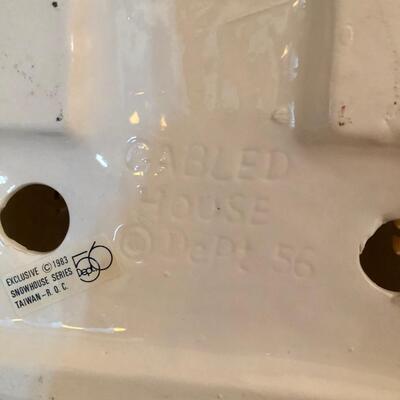 GABLED
HOUSE
© Dept 56
EXCLUSIVE © 1983
SNOWHOUSE SERIES
TAIWAN-R.O.C.
Dept. 56